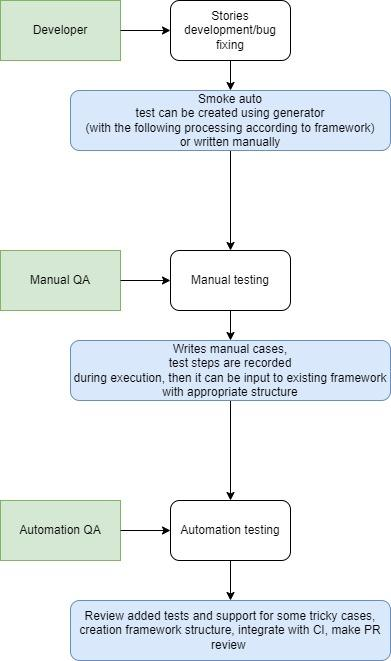 Developer
Stories
development/bug
fixing
Smoke auto
test can be created using generator
(with the following processing according to framework)
or written manually
Manual QA
Manual testing
Writes manual cases,
test steps are recorded
during execution, then it can be input to existing framework
with appropriate structure
Automation QA
Automation testing
Review added tests and support for some tricky cases,
creation framework structure, integrate with CI, make PR
review